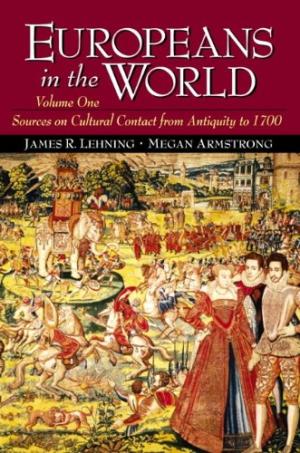 EUROPEANS
in the
WORLD
Volume One
Sources on Cultural Contact from Antiquity to 1700
JAMES R. LEHNING • MEGAN ARMSTRONG